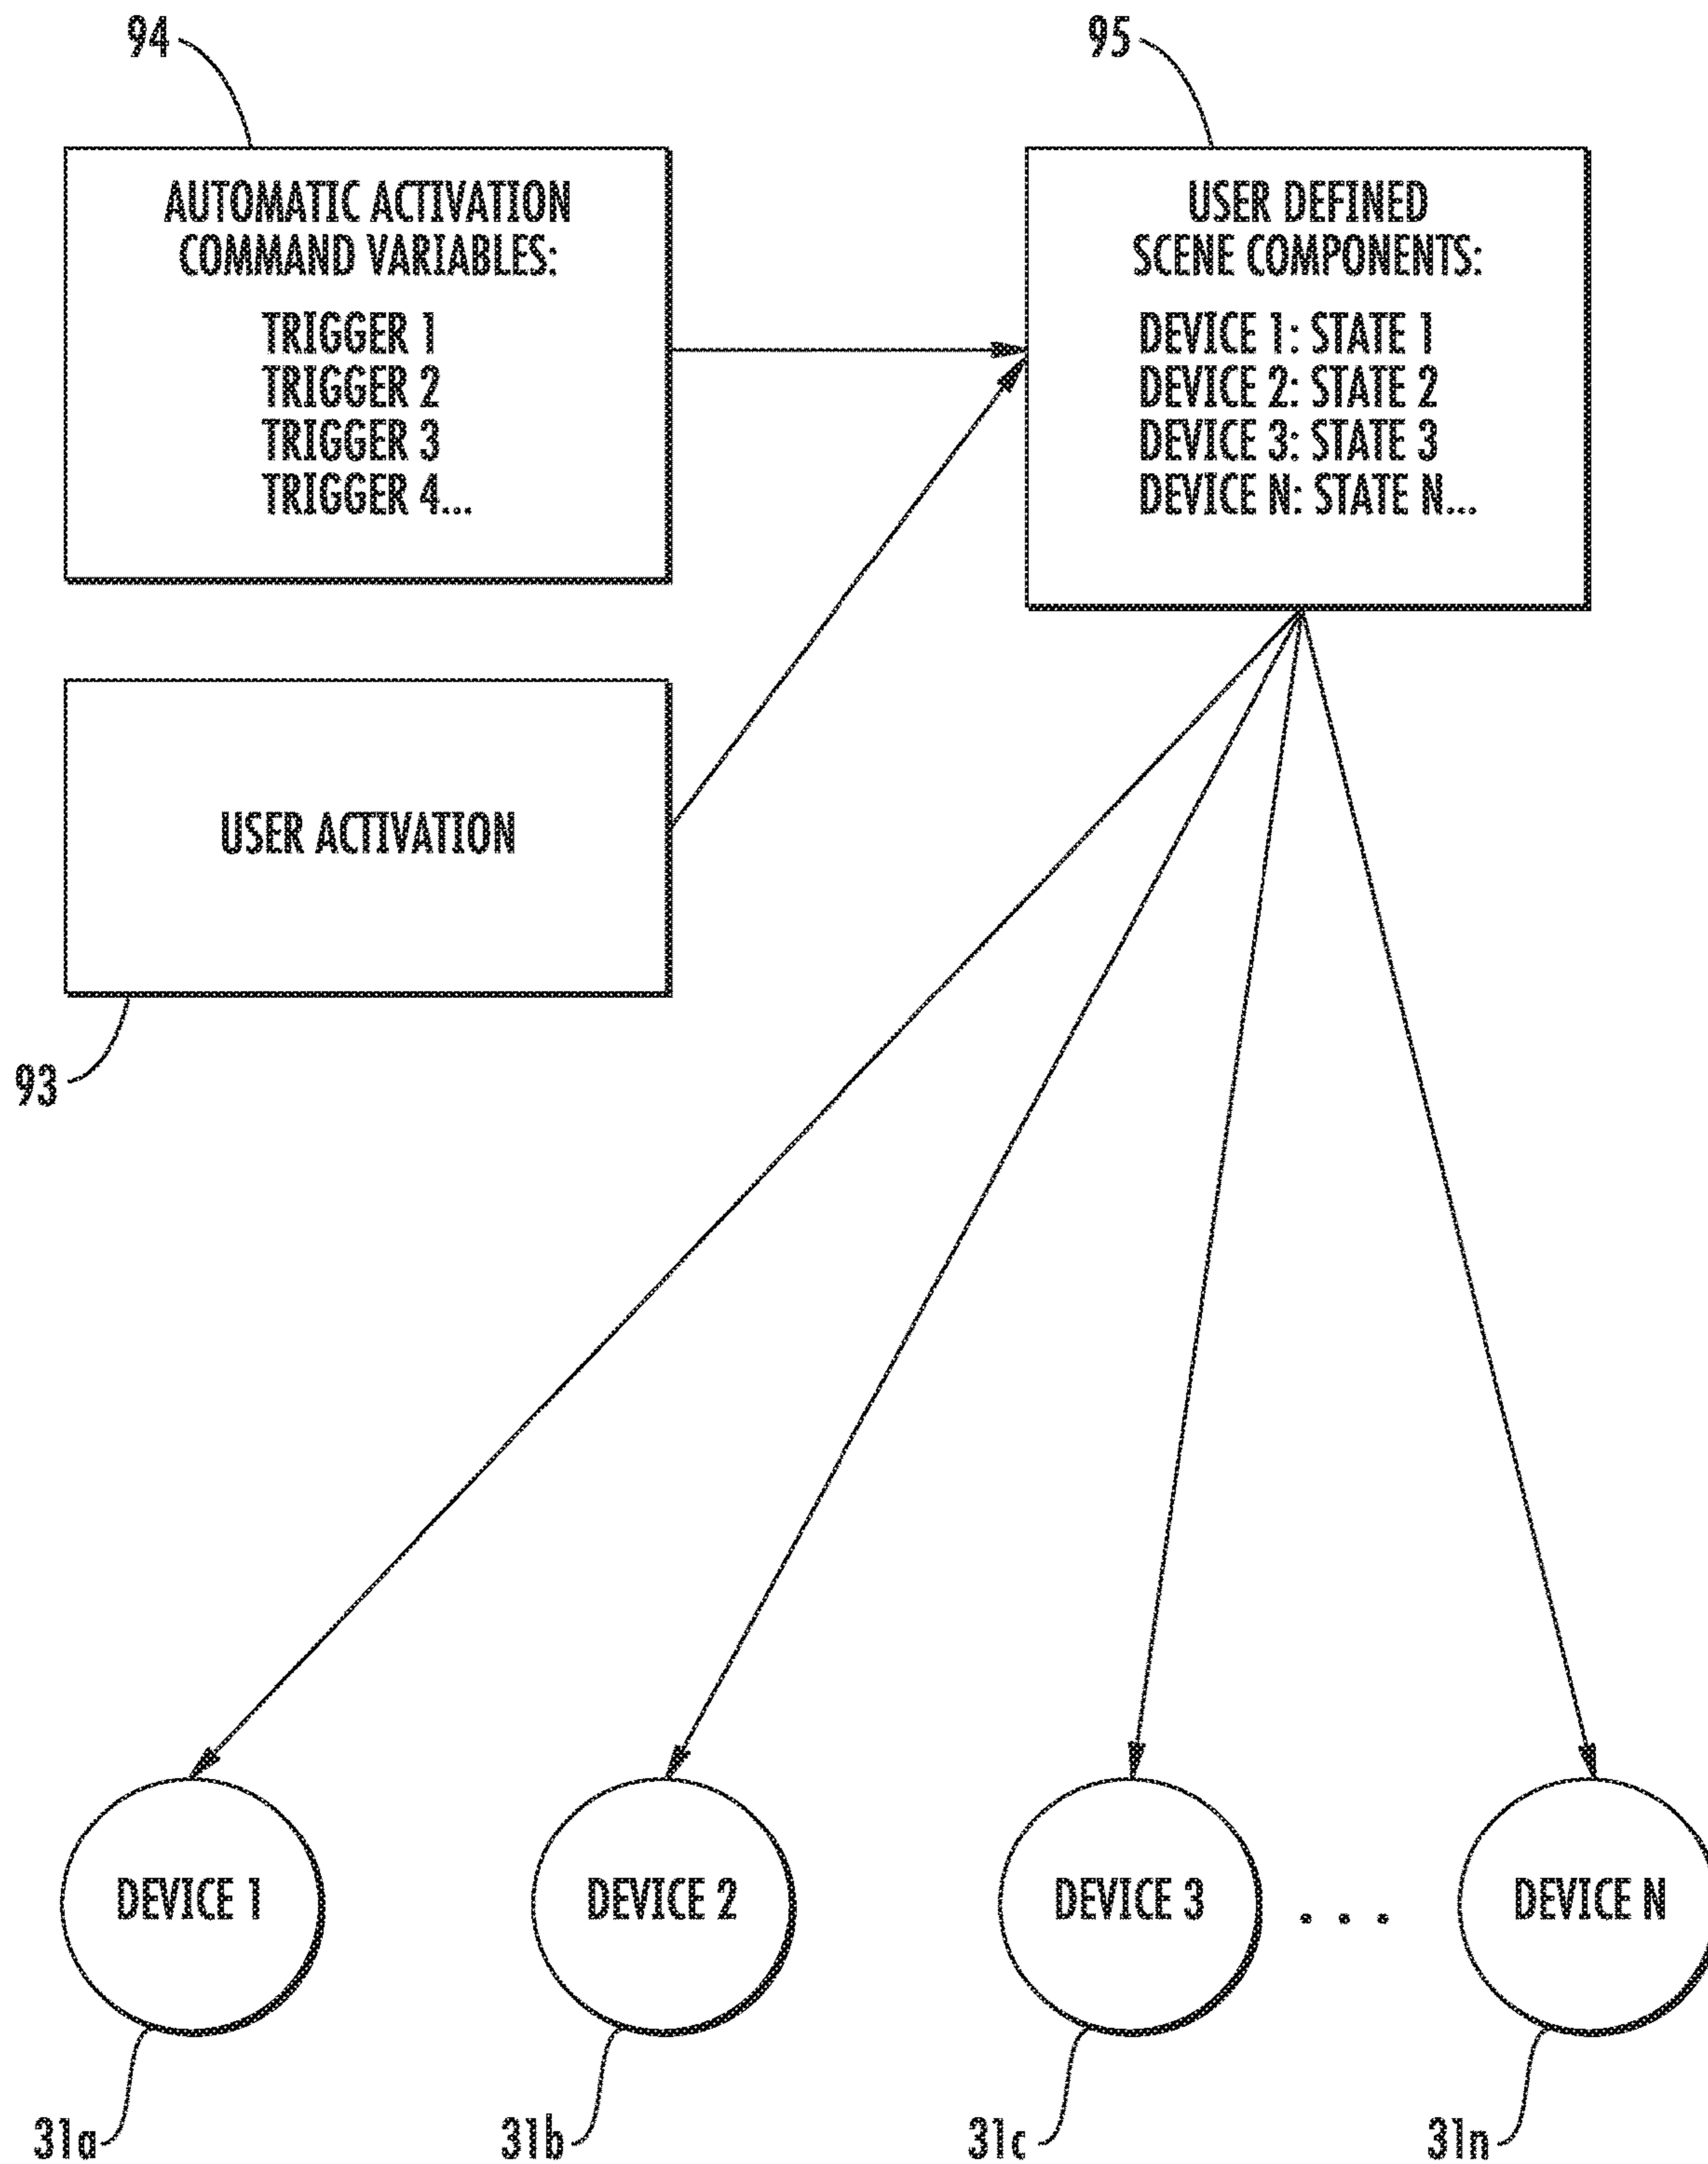 94
95
AUTOMATIC ACTIVATION
COMMAND VARIABLES:
TRIGGER 1
TRIGGER 2
TRIGGER 3
TRIGGER 4...
USER DEFINED
SCENE COMPONENTS:
DEVICE 1: STATE 1
DEVICE 2: STATE 2
DEVICE 3: STATE 3
DEVICE N: STATE N...
USER ACTIVATION
93
DEVICE 1
DEVICE 2
DEVICE 3
...
DEVICE N
31a
31b
31c
31n